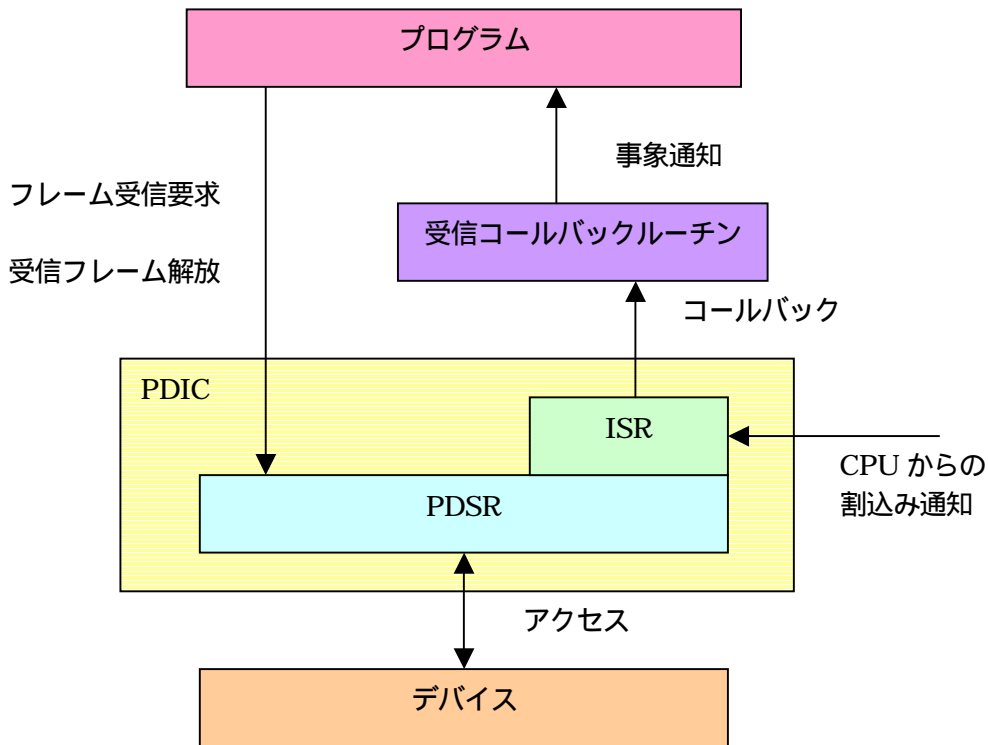 プログラム
事象通知
フレーム受信要求
受信コールバックルーチン
受信フレーム解放
コールバック
PDIC
ISR
CPU からの
割込み通知
PDSR
アクセス
デバイス